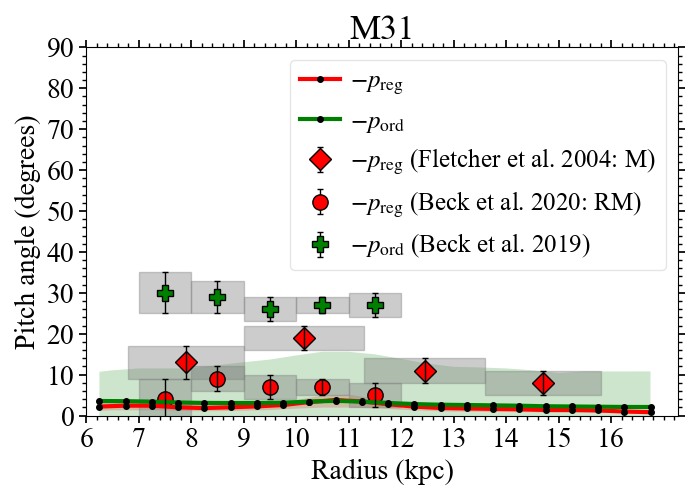 M31
90
80
70
60
50
40
30
20
10
0
Pitch angle (degrees)
−p_reg
−p_ord
−p_reg (Fletcher et al. 2004: M)
−p_reg (Beck et al. 2020: RM)
−p_ord (Beck et al. 2019)
6 7 8 9 10 11 12 13 14 15 16
Radius (kpc)